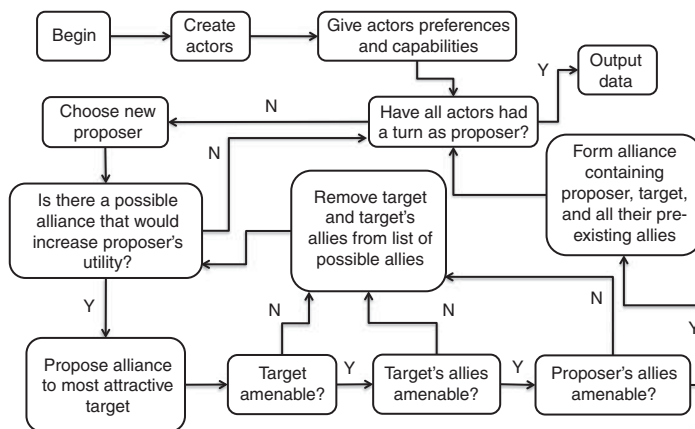 Begin
Create
actors
Give actors preferences
and capabilities
Y
Output
data
N
Choose new
proposer
Have all actors had
a turn as proposer?
N
Form alliance
containing
proposer, target,
and all their pre-
existing allies
Is there a possible
alliance that would
increase proposer's
utility?
Remove target
and target's
allies from list of
possible allies
Y
N
N
N
Y
Propose alliance
to most attractive
target
Target
amenable?
Y
Target's allies
amenable?
Y
Proposer's allies
amenable?